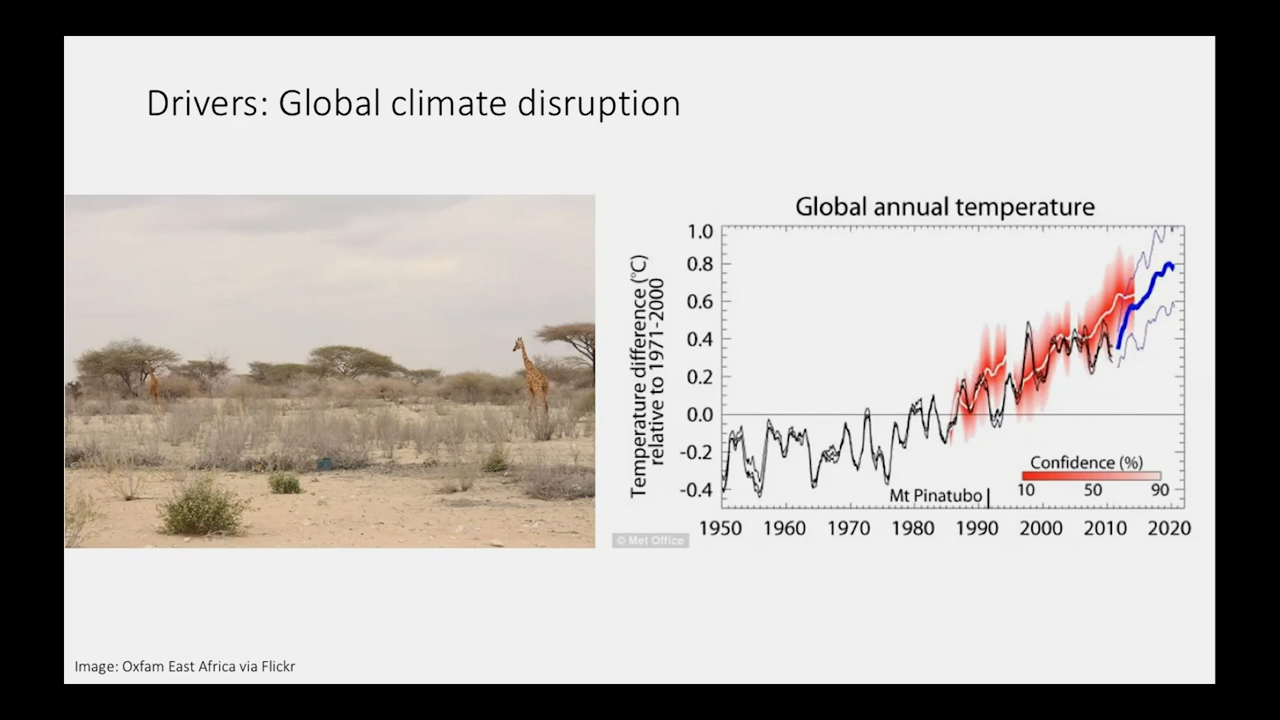 Drivers: Global climate disruption
Global annual temperature
Temperature difference (°C)
relative to 1971-2000
1.0
0.8
0.6
0.4
0.2
0.0
-0.2
-0.4
Confidence (%)
10 50 90
Mt Pinatubo
1950 1960 1970 1980 1990 2000 2010 2020
© Met Office
Image: Oxfam East Africa via Flickr